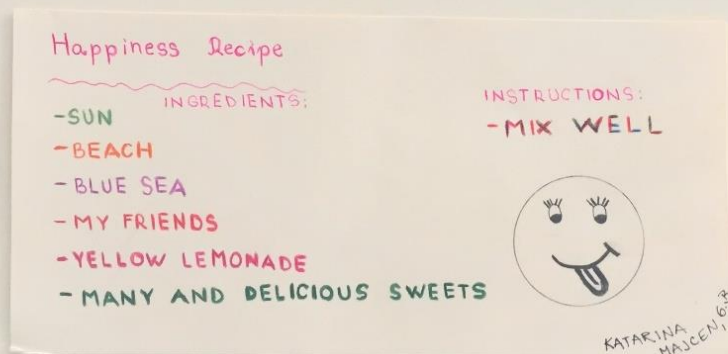 Happiness Recipe
INGREDIENTS:
-SUN
-BEACH
-BLUE SEA
-MY FRIENDS
-YELLOW LEMONADE
-MANY AND DELICIOUS SWEETS
INSTRUCTIONS:
-MIX WELL
KATARINA
MAJCEN, 6.B